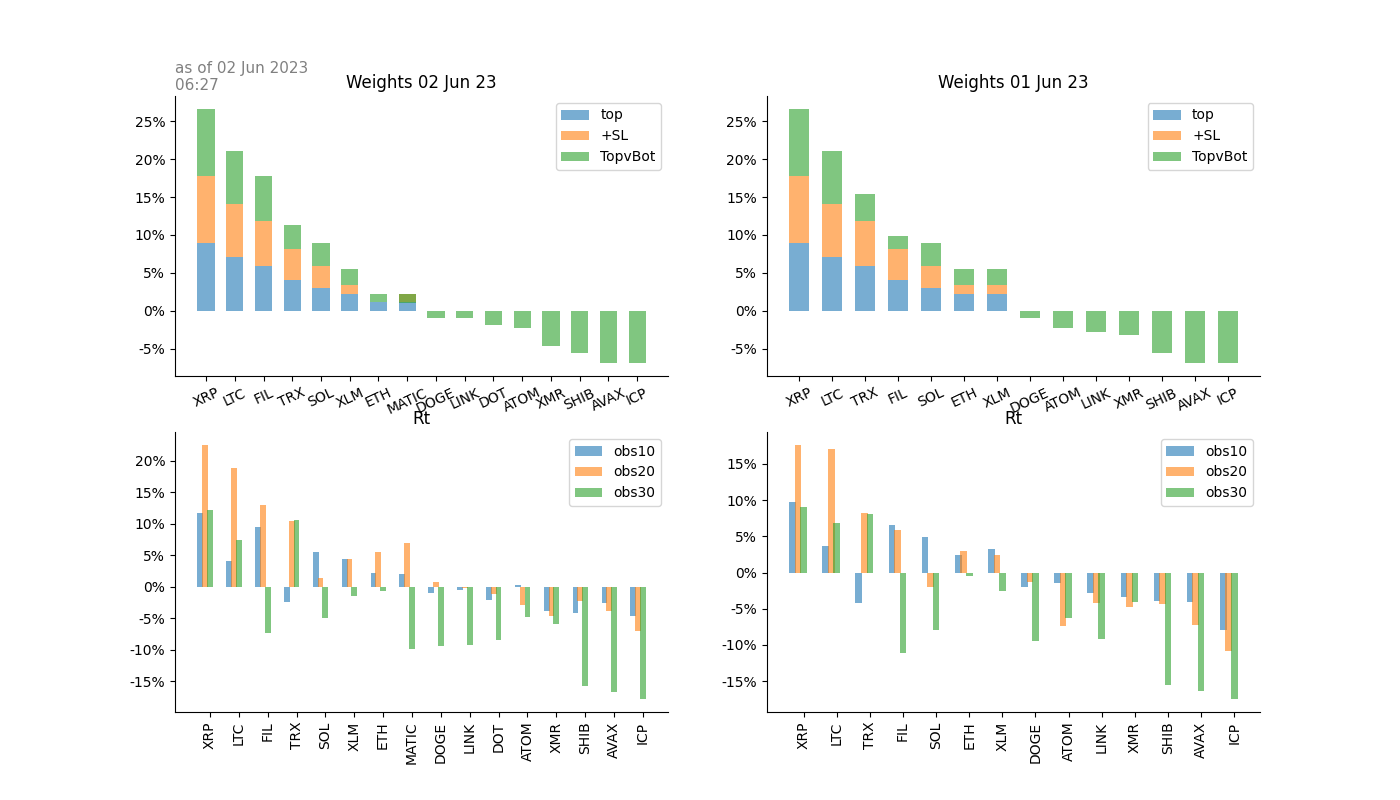 as of 02 Jun 2023
06:27
Weights 02 Jun 23
top
+SL
TopvBot
25%
20%
15%
10%
5%
0%
-5%
XRP LTC FIL TRX SOL XLM ETH MATIC DOGE LINK DOT ATOM XMR SHIB AVAX ICP
Weights 01 Jun 23
top
+SL
TopvBot
25%
20%
15%
10%
5%
0%
-5%
XRP LTC TRX FIL SOL ETH XLM DOGE ATOM LINK XMR SHIB AVAX ICP
Rt
obs10
obs20
obs30
20%
15%
10%
5%
0%
-5%
-10%
-15%
XRP LTC FIL TRX SOL XLM ETH MATIC DOGE LINK DOT ATOM XMR SHIB AVAX ICP
Rt
obs10
obs20
obs30
15%
10%
5%
0%
-5%
-10%
-15%
XRP LTC TRX FIL SOL ETH XLM DOGE ATOM LINK XMR SHIB AVAX ICP